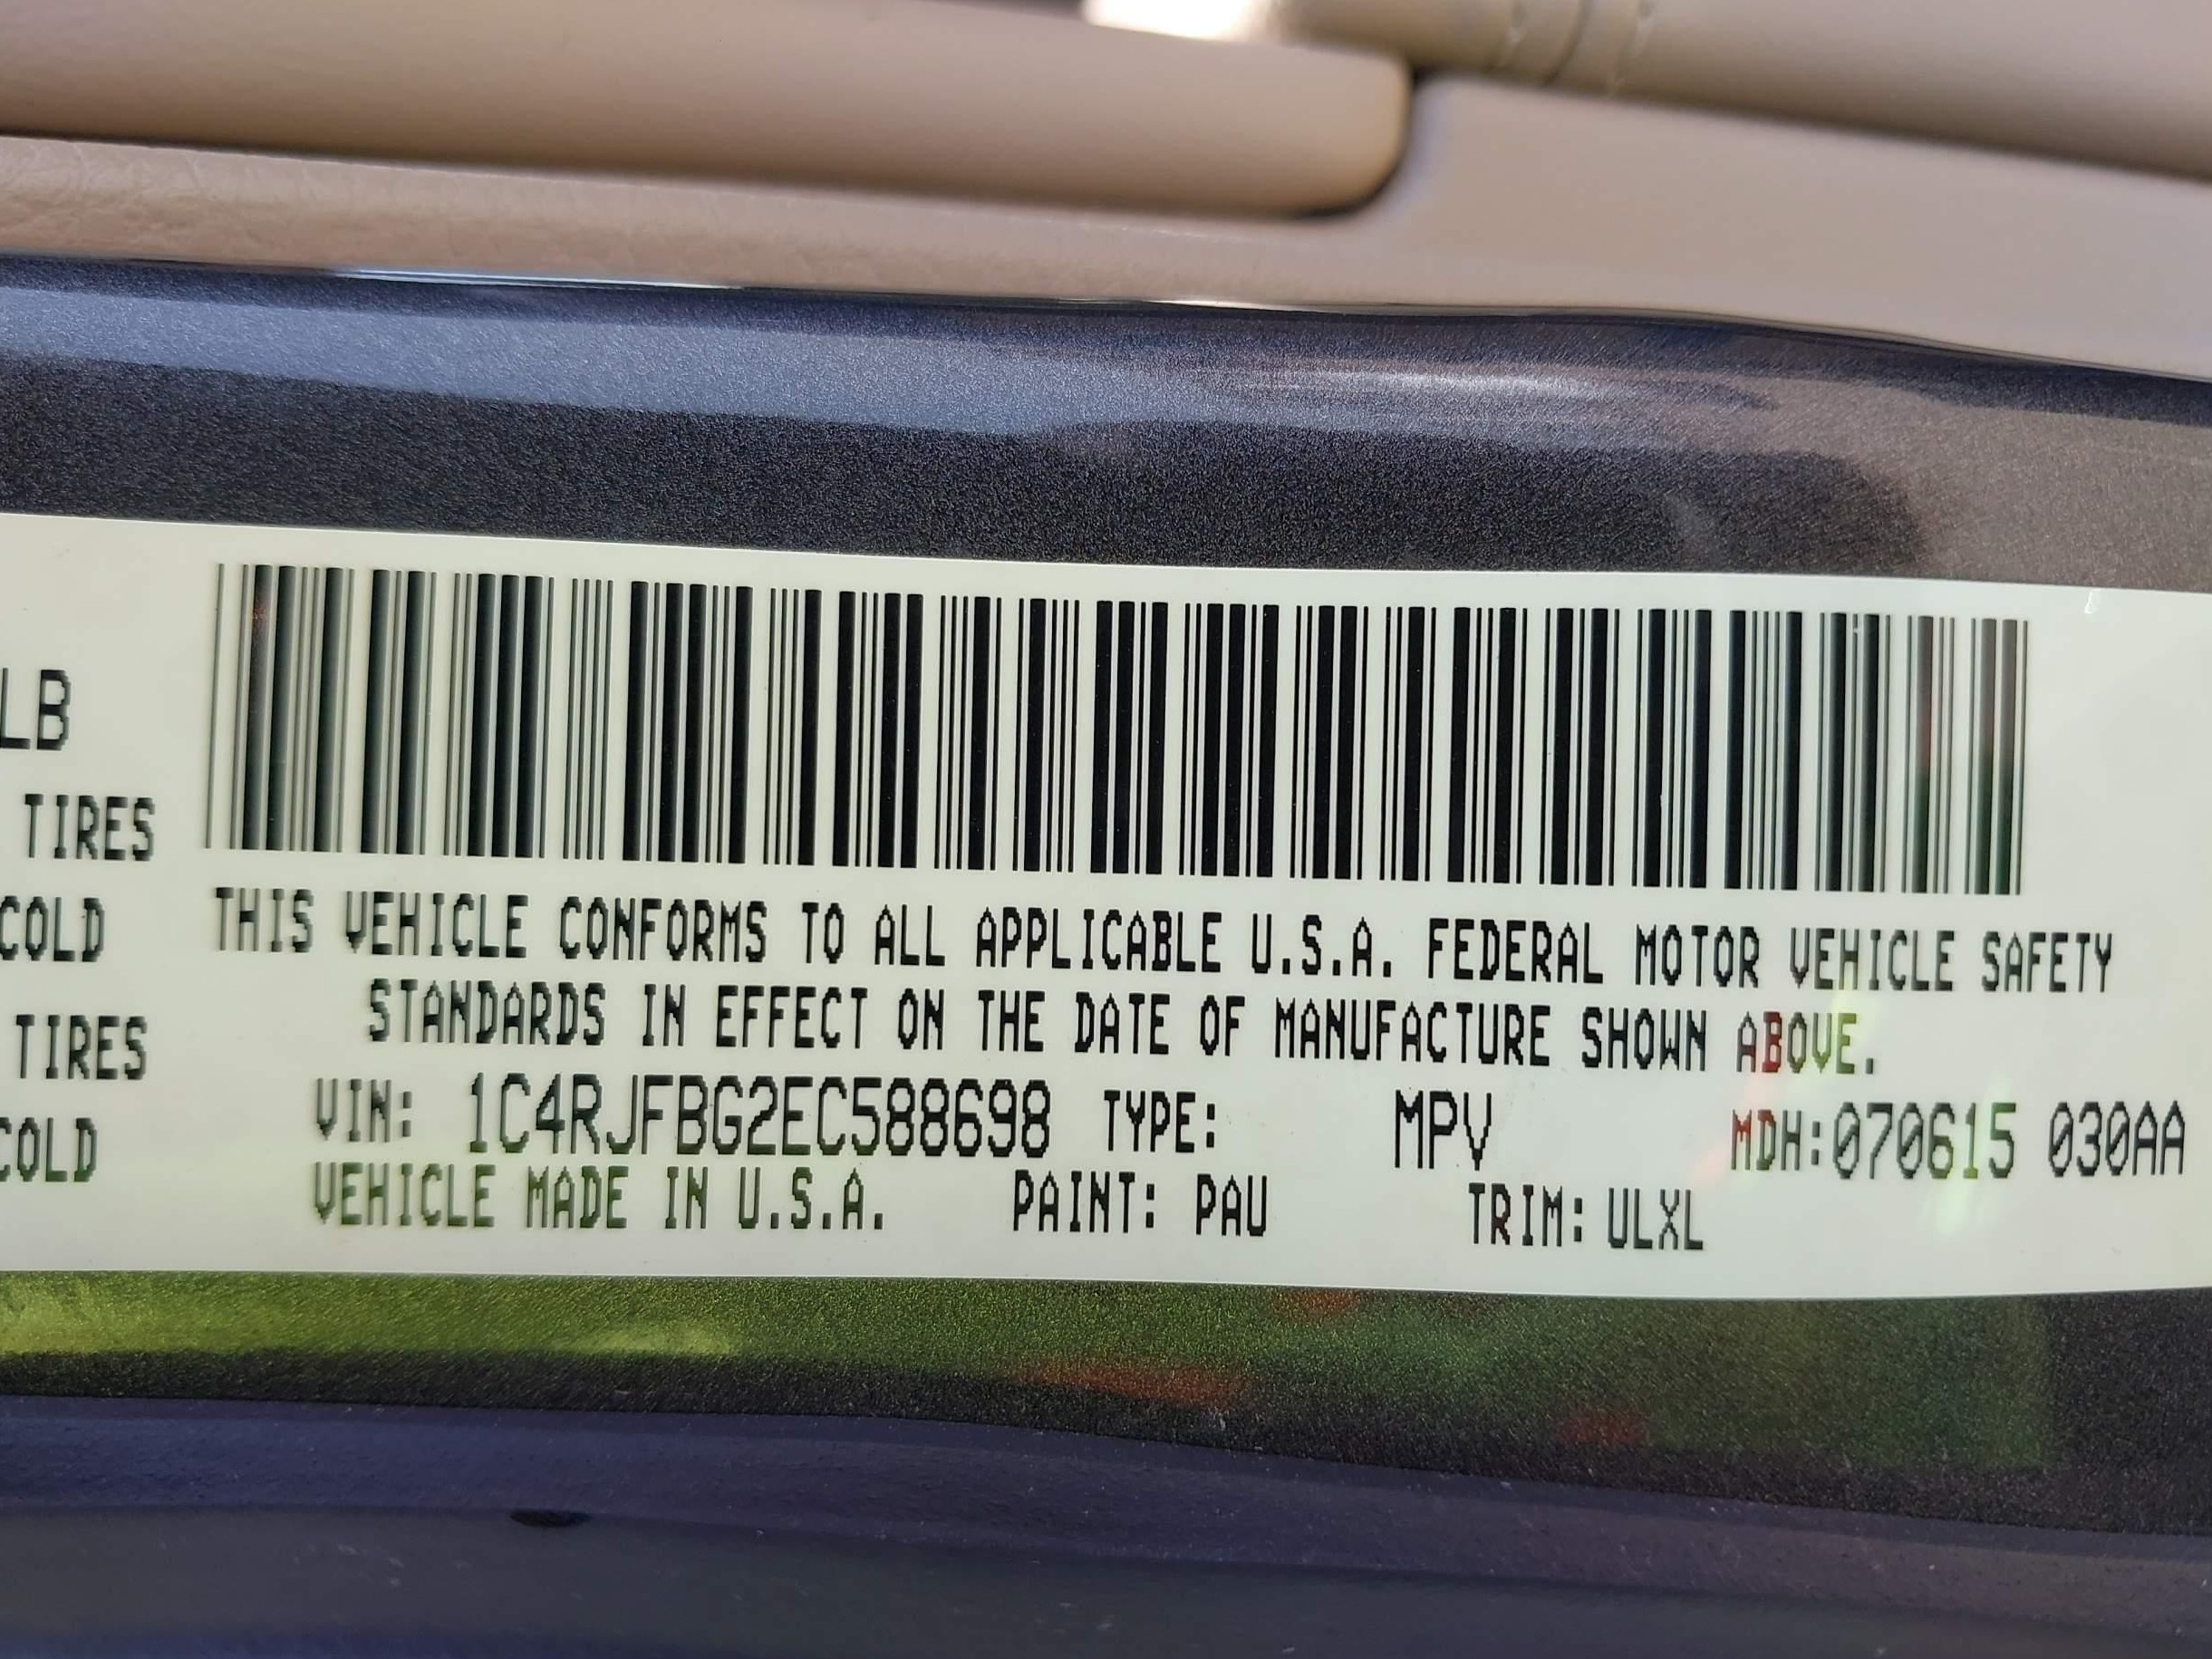 LB
TIRES
COLD
TIRES
COLD
THIS VEHICLE CONFORMS TO ALL APPLICABLE U.S.A. FEDERAL MOTOR VEHICLE SAFETY
STANDARDS IN EFFECT ON THE DATE OF MANUFACTURE SHOWN ABOVE.
VIN: 1C4RJFBG2EC588698 TYPE: MPV MDH:070615 030AA
VEHICLE MADE IN U.S.A. PAINT: PAU TRIM: ULXL